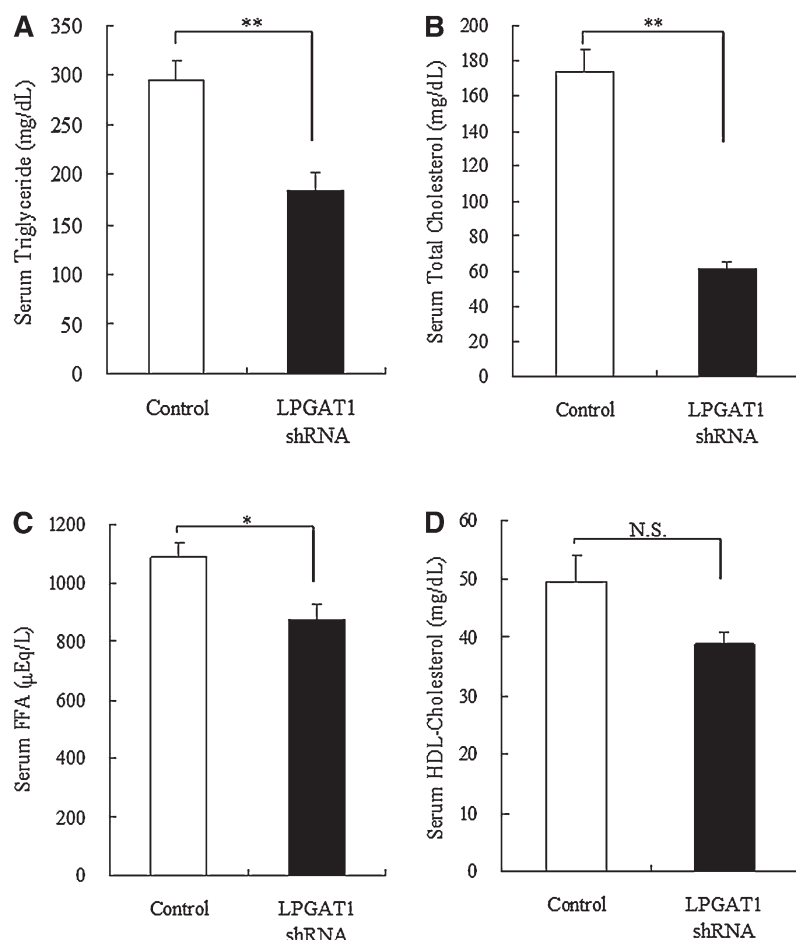 A
**
Serum Triglyceride (mg/dL)
350
300
250
200
150
100
50
0
Control
LPGAT1
shRNA
B
**
Serum Total Cholesterol (mg/dL)
200
180
160
140
120
100
80
60
40
20
0
Control
LPGAT1
shRNA
C
*
Serum FFA (μEq/L)
1200
1000
800
600
400
200
0
Control
LPGAT1
shRNA
D
N.S.
Serum HDL-Cholesterol (mg/dL)
60
50
40
30
20
10
0
Control
LPGAT1
shRNA